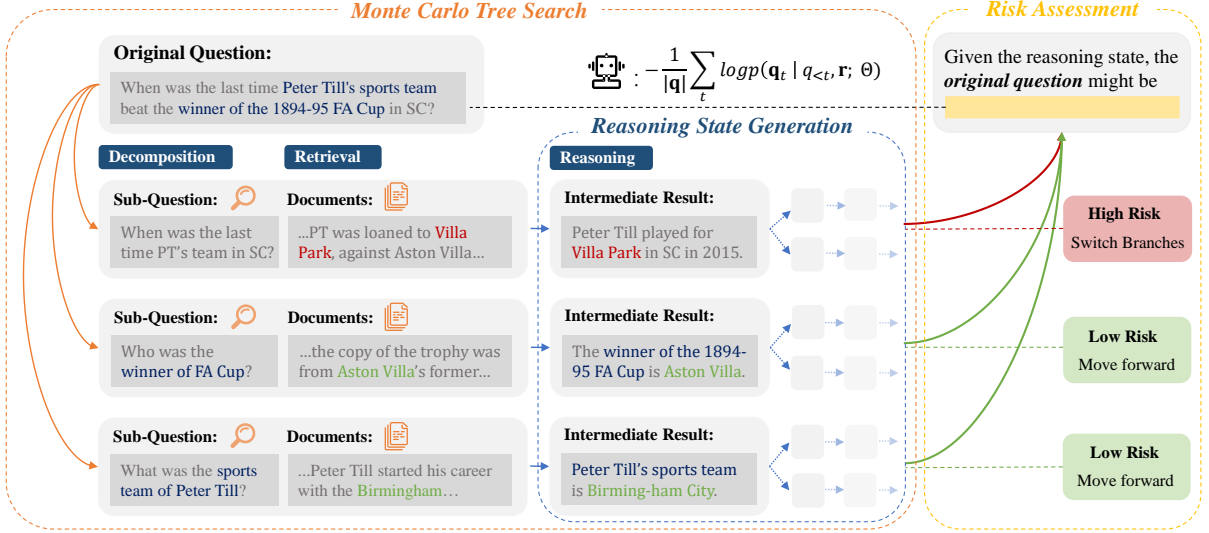 Monte Carlo Tree Search
Risk Assessment
Original Question:
When was the last time Peter Till's sports team
beat the winner of the 1894-95 FA Cup in SC?
: −1/|q| ∑t logp(qt | q<t, r; Θ)
Given the reasoning state, the
original question might be
Reasoning State Generation
Decomposition
Retrieval
Reasoning
Sub-Question:
When was the last
time PT's team in SC?
Documents:
...PT was loaned to Villa
Park, against Aston Villa...
Intermediate Result:
Peter Till played for
Villa Park in SC in 2015.
High Risk
Switch Branches
Sub-Question:
Who was the
winner of FA Cup?
Documents:
...the copy of the trophy was
from Aston Villa's former...
Intermediate Result:
The winner of the 1894-
95 FA Cup is Aston Villa.
Low Risk
Move forward
Sub-Question:
What was the sports
team of Peter Till?
Documents:
...Peter Till started his career
with the Birmingham...
Intermediate Result:
Peter Till's sports team
is Birming-ham City.
Low Risk
Move forward